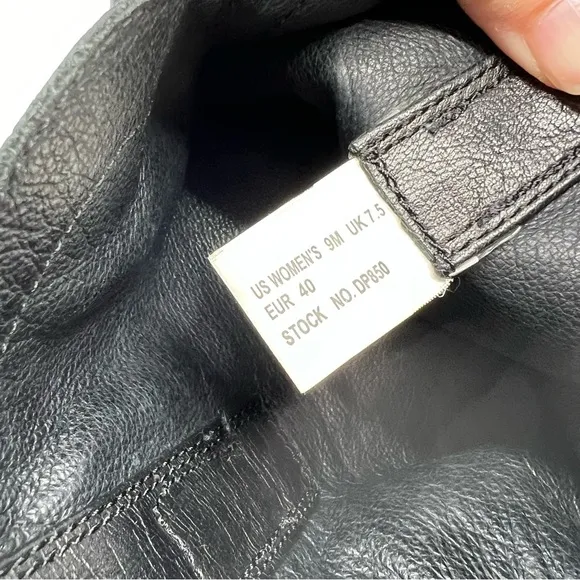 US WOMEN'S 9M UK 7.5
EUR 40
STOCK NO. DP850